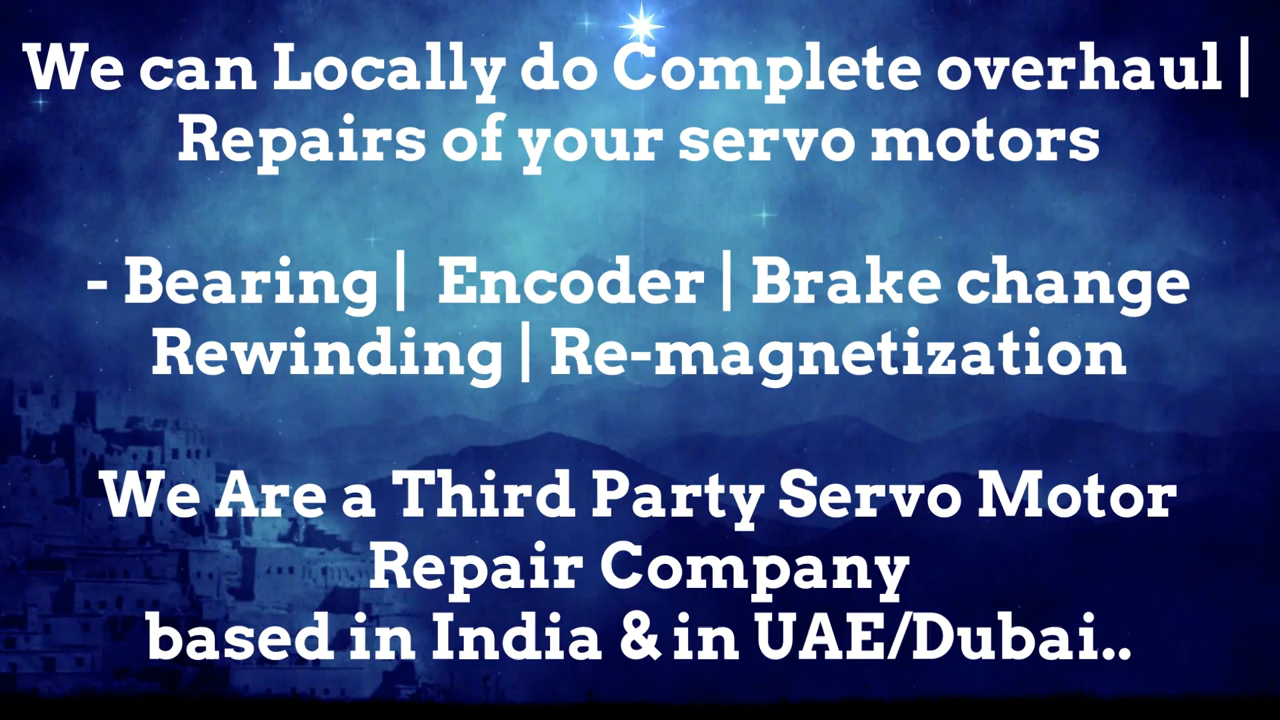 We can Locally do Complete overhaul |
Repairs of your servo motors
- Bearing | Encoder | Brake change
Rewinding | Re-magnetization
We Are a Third Party Servo Motor
Repair Company
based in India & in UAE/Dubai..